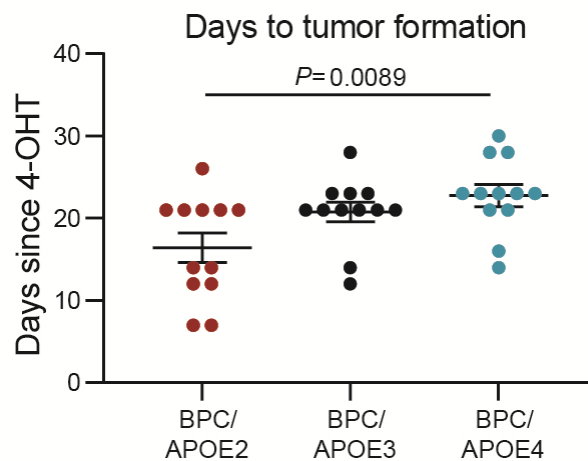 Days to tumor formation
Days since 4-OHT
40
30
20
10
0
P= 0.0089
BPC/
APOE2
BPC/
APOE3
BPC/
APOE4